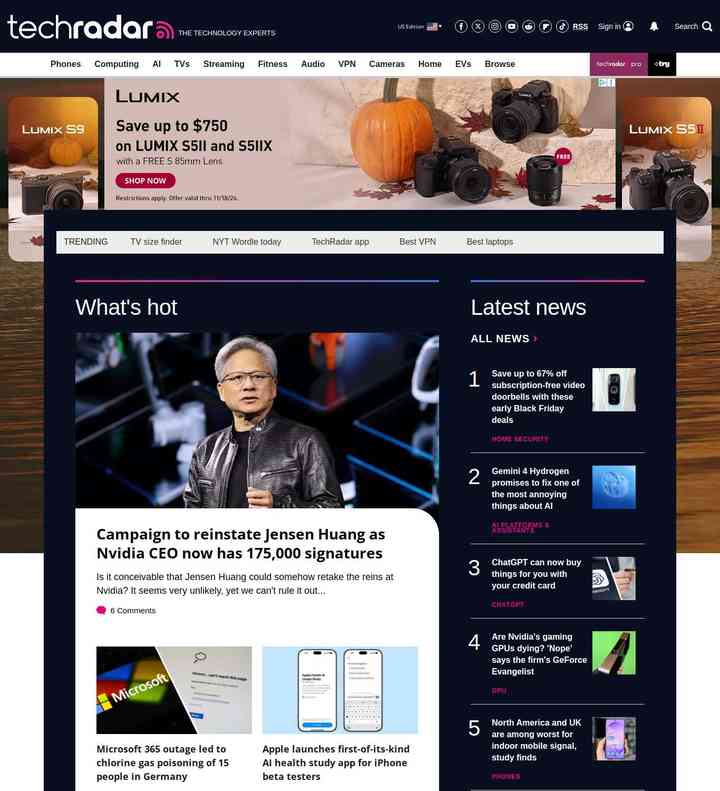 techradar
THE TECHNOLOGY EXPERTS
US Edition
RSS
Sign in
Search
Phones Computing AI TVs Streaming Fitness Audio VPN Cameras Home EVs Browse
techradar pro
LUMIX S9
LUMIX
Save up to $750
on LUMIX S5II and S5IIX
with a FREE S 85mm Lens
SHOP NOW
Restrictions apply. Offer valid thru 11/18/24.
FREE
LUMIX S5II
TRENDING TV size finder NYT Wordle today TechRadar app Best VPN Best laptops
What's hot
Campaign to reinstate Jensen Huang as
Nvidia CEO now has 175,000 signatures
Is it conceivable that Jensen Huang could somehow retake the reins at
Nvidia? It seems very unlikely, yet we can't rule it out...
6 Comments
Microsoft
Microsoft 365 outage led to
chlorine gas poisoning of 15
people in Germany
Apple launches first-of-its-kind
AI health study app for iPhone
beta testers
Latest news
ALL NEWS ›
1
Save up to 67% off
subscription-free video
doorbells with these
early Black Friday
deals
HOME SECURITY
2
Gemini 4 Hydrogen
promises to fix one of
the most annoying
things about AI
AI PLATFORMS &
ASSISTANTS
3
ChatGPT can now buy
things for you with
your credit card
CHATGPT
4
Are Nvidia's gaming
GPUs dying? 'Nope'
says the firm's GeForce
Evangelist
GPU
5
North America and UK
are among worst for
indoor mobile signal,
study finds
PHONES